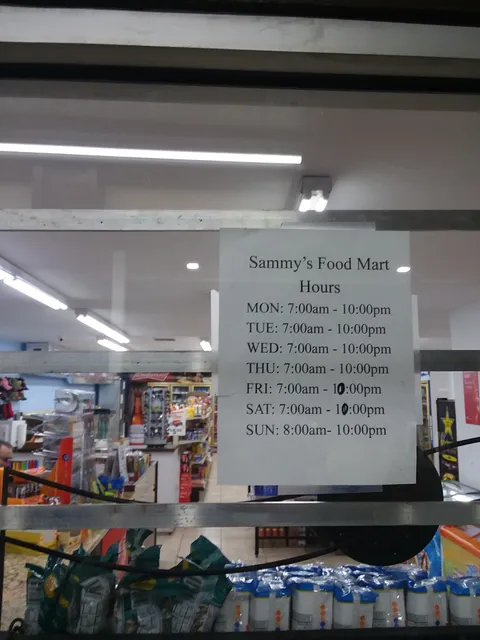 Sammy's Food Mart
Hours
MON: 7:00am - 10:00pm
TUE: 7:00am - 10:00pm
WED: 7:00am - 10:00pm
THU: 7:00am - 10:00pm
FRI: 7:00am - 10:00pm
SAT: 7:00am - 10:00pm
SUN: 8:00am- 10:00pm